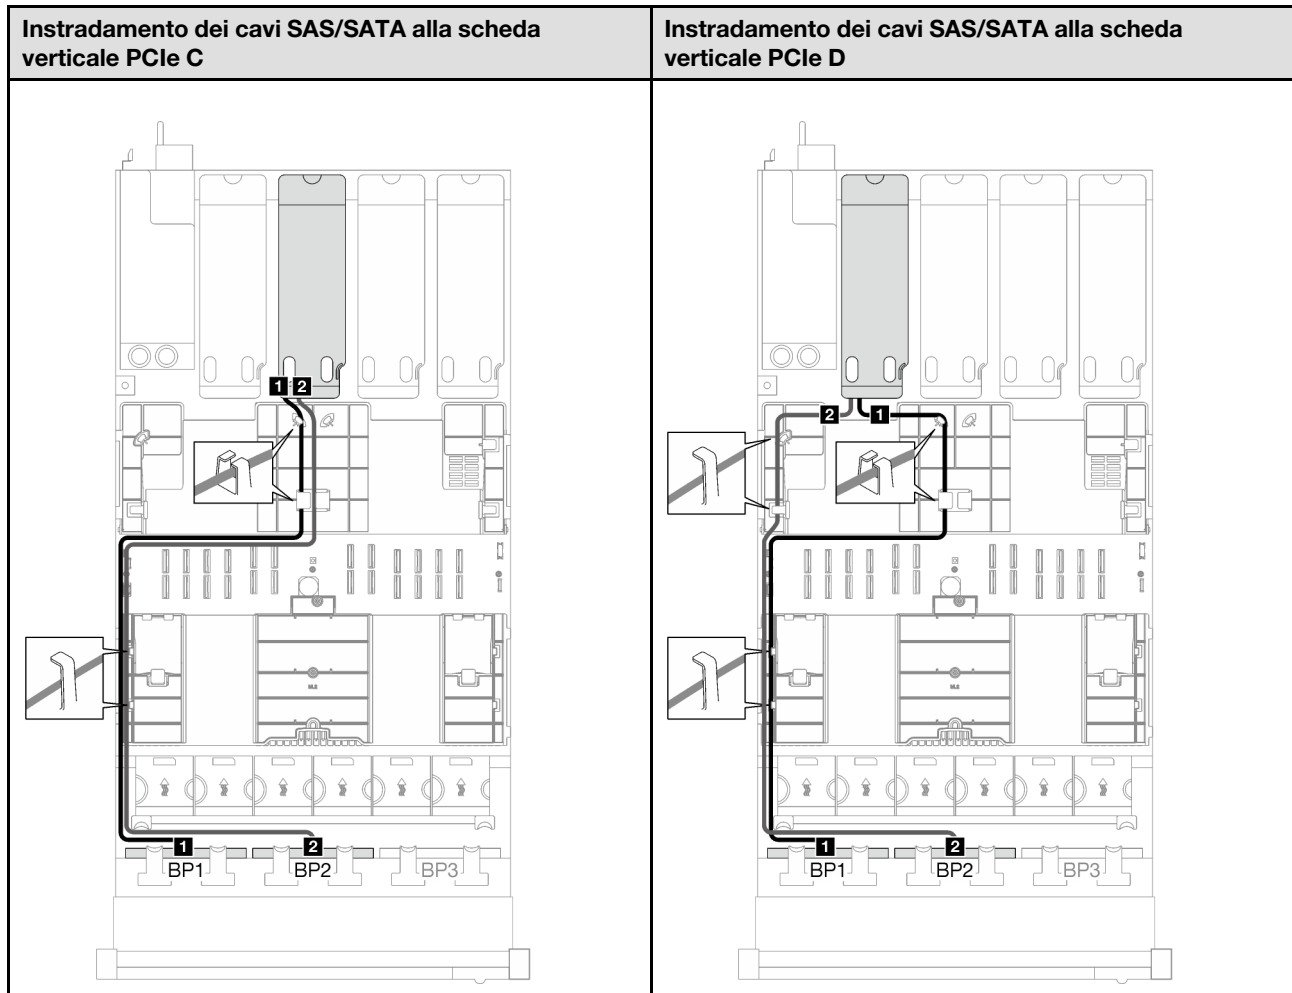 Instradamento dei cavi SAS/SATA alla scheda
verticale PCIe C
Instradamento dei cavi SAS/SATA alla scheda
verticale PCIe D
1 2
1 2
BP1 BP2 BP3
2 1
1 2
BP1 BP2 BP3